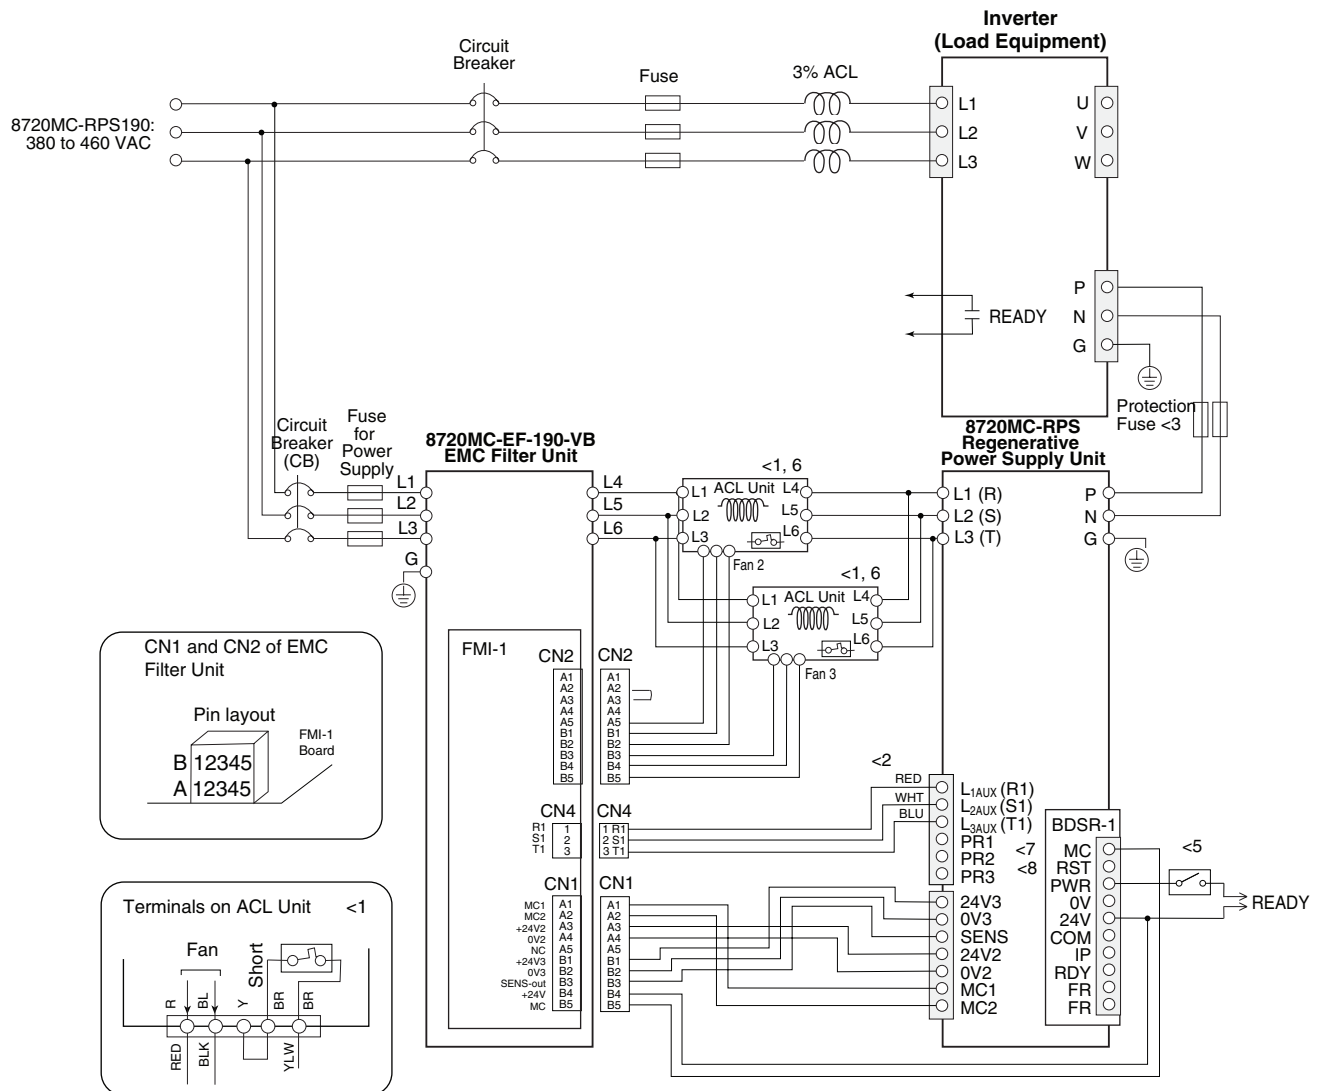 Inverter
(Load Equipment)
Circuit
Breaker
Fuse
3% ACL
8720MC-RPS190:
380 to 460 VAC
L1
L2
L3
U
V
W
P
N
G
READY
Protection
Fuse <3
Circuit
Breaker
(CB)
Fuse
for
Power
Supply
L1
L2
L3
G
8720MC-EF-190-VB
EMC Filter Unit
L4
L5
L6
<1, 6
L1 ACL Unit L4
L2 L5
L3 L6
Fan 2
<1, 6
L1 ACL Unit L4
L2 L5
L3 L6
Fan 3
8720MC-RPS
Regenerative
Power Supply Unit
L1 (R)
L2 (S)
L3 (T)
P
N
G
CN1 and CN2 of EMC
Filter Unit
Pin layout
FMI-1
Board
B 12345
A 12345
FMI-1
CN2 CN2
A1 A1
A2 A2
A3 A3
A4 A4
A5 A5
B1 B1
B2 B2
B3 B3
B4 B4
B5 B5
CN4 CN4
R1 1 1 R1
S1 2 2 S1
T1 3 3 T1
CN1 CN1
MC1 A1 A1
MC2 A2 A2
+24V2 A3 A3
0V2 A4 A4
NC A5 A5
+24V3 B1 B1
0V3 B2 B2
SENS-out B3 B3
+24V B4 B4
MC B5 B5
<2
RED
WHT
BLU
L1AUX (R1)
L2AUX (S1)
L3AUX (T1)
PR1
PR2
PR3
<7
<8
24V3
0V3
SENS
24V2
0V2
MC1
MC2
BDSR-1
MC
RST
PWR
0V
24V
COM
IP
RDY
FR
FR
<5
READY
Terminals on ACL Unit <1
Fan
Short
R
BL
Y
BR
BR
RED
BLK
YLW